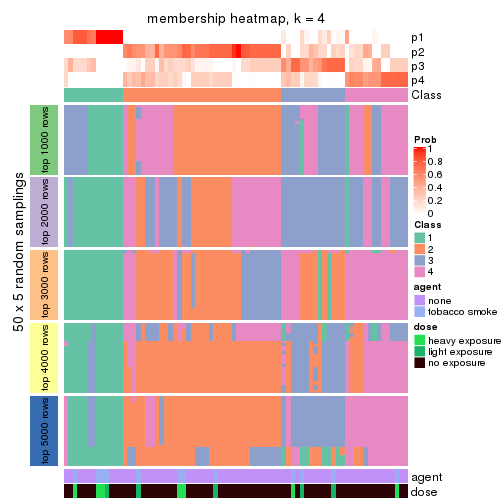 membership heatmap, k = 4
p1
p2
p3
p4
Class
50 x 5 random samplings
top 1000 rows
top 2000 rows
top 3000 rows
top 4000 rows
top 5000 rows
agent
dose
Prob
1
0.8
0.6
0.4
0.2
0
Class
1
2
3
4
agent
none
tobacco smoke
dose
heavy exposure
light exposure
no exposure